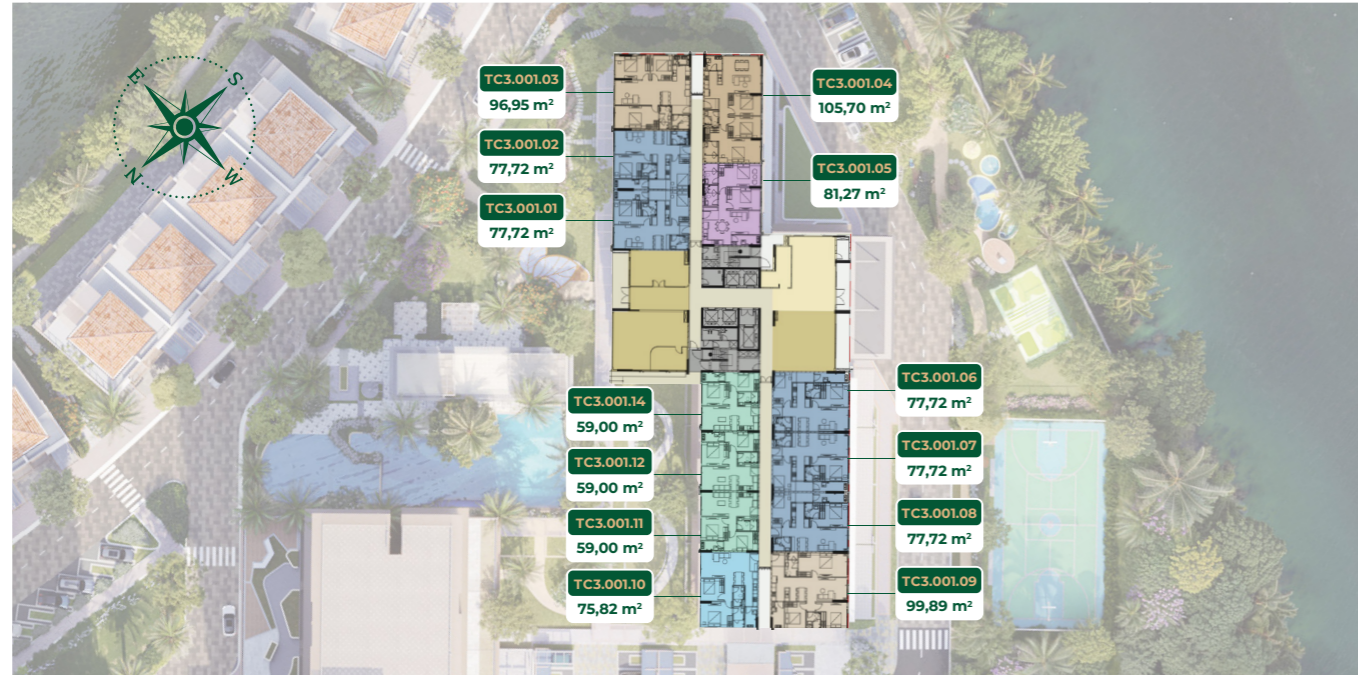 E
S
N
W
TC3.001.03
96,95 m²
TC3.001.02
77,72 m²
TC3.001.01
77,72 m²
TC3.001.04
105,70 m²
TC3.001.05
81,27 m²
TC3.001.14
59,00 m²
TC3.001.12
59,00 m²
TC3.001.11
59,00 m²
TC3.001.10
75,82 m²
TC3.001.06
77,72 m²
TC3.001.07
77,72 m²
TC3.001.08
77,72 m²
TC3.001.09
99,89 m²